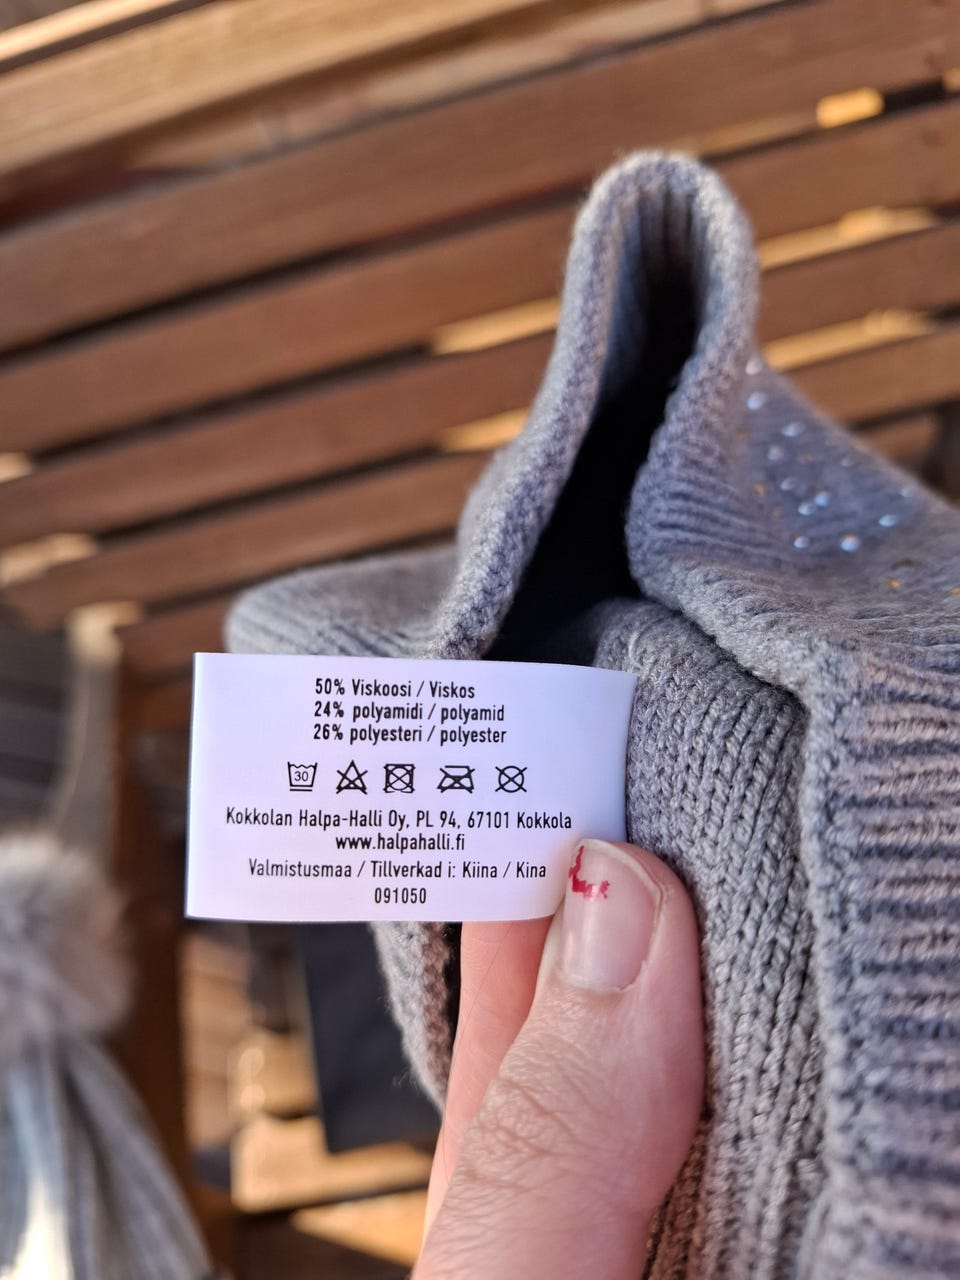 50% Viskoosi / Viskos
24% polyamidi / polyamid
26% polyesteri / polyester
30
Kokkolan Halpa-Halli Oy, PL 94, 67101 Kokkola
www.halpahalli.fi
Valmistusmaa / Tillverkad i: Kiina / Kina
091050